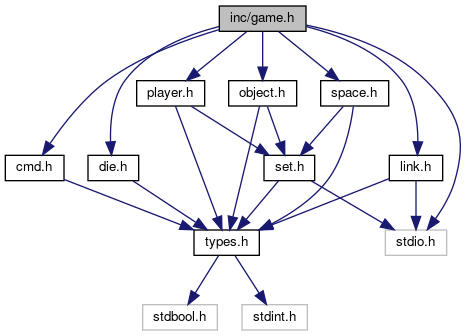 inc/game.h
player.h
object.h
space.h
cmd.h
die.h
set.h
link.h
types.h
stdio.h
stdbool.h
stdint.h